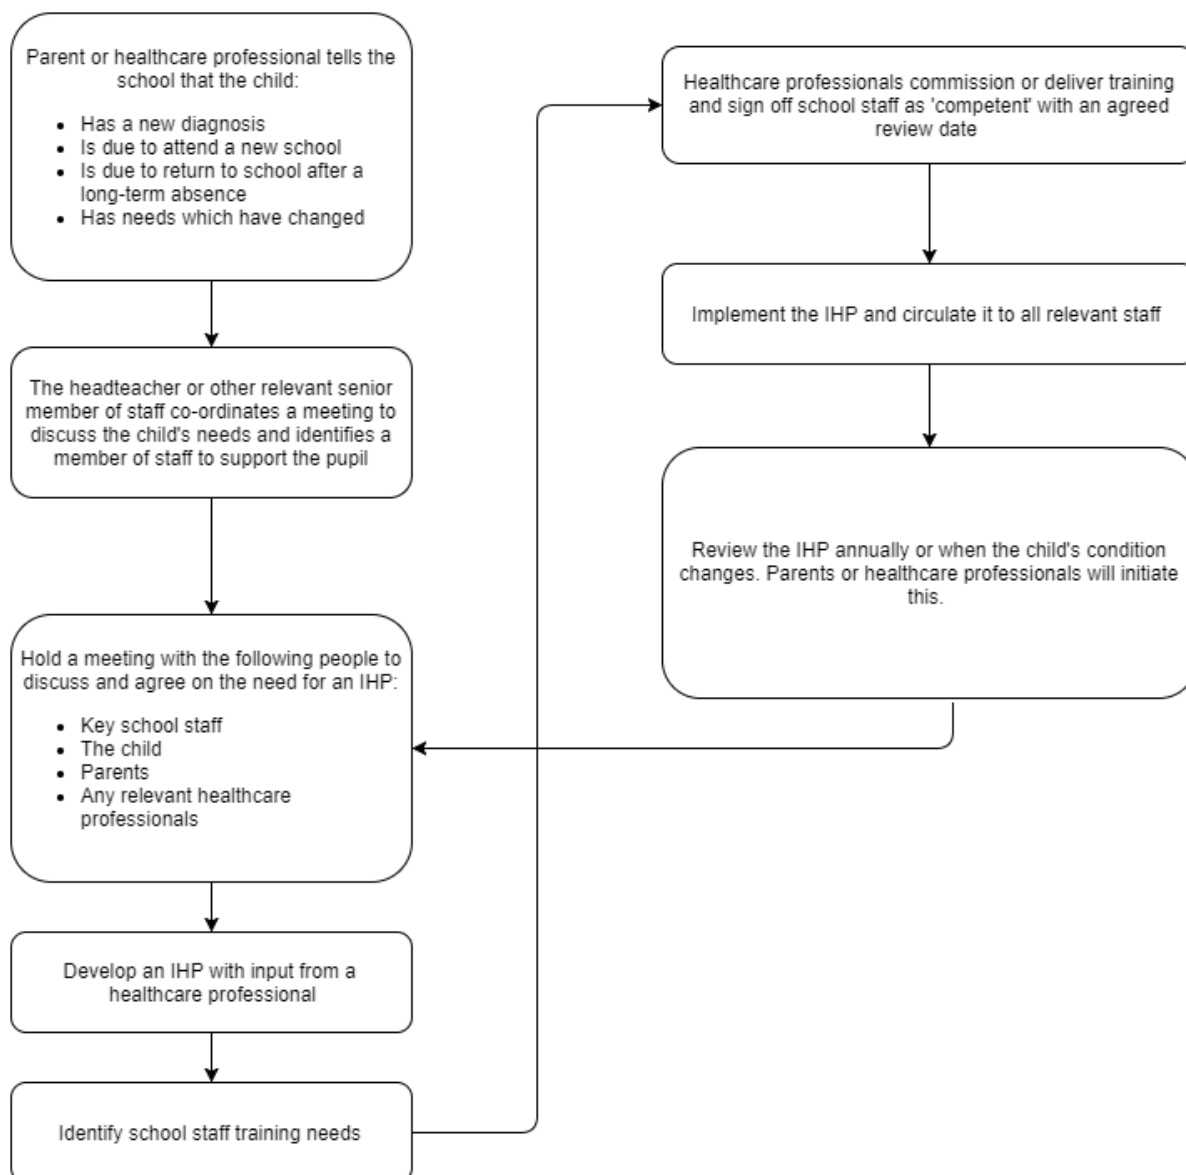 Parent or healthcare professional tells the
school that the child:
• Has a new diagnosis
• Is due to attend a new school
• Is due to return to school after a
long-term absence
• Has needs which have changed
The headteacher or other relevant senior
member of staff co-ordinates a meeting to
discuss the child's needs and identifies a
member of staff to support the pupil
Hold a meeting with the following people to
discuss and agree on the need for an IHP:
• Key school staff
• The child
• Parents
• Any relevant healthcare
professionals
Develop an IHP with input from a
healthcare professional
Identify school staff training needs
Healthcare professionals commission or deliver training
and sign off school staff as 'competent' with an agreed
review date
Implement the IHP and circulate it to all relevant staff
Review the IHP annually or when the child's condition
changes. Parents or healthcare professionals will initiate
this.